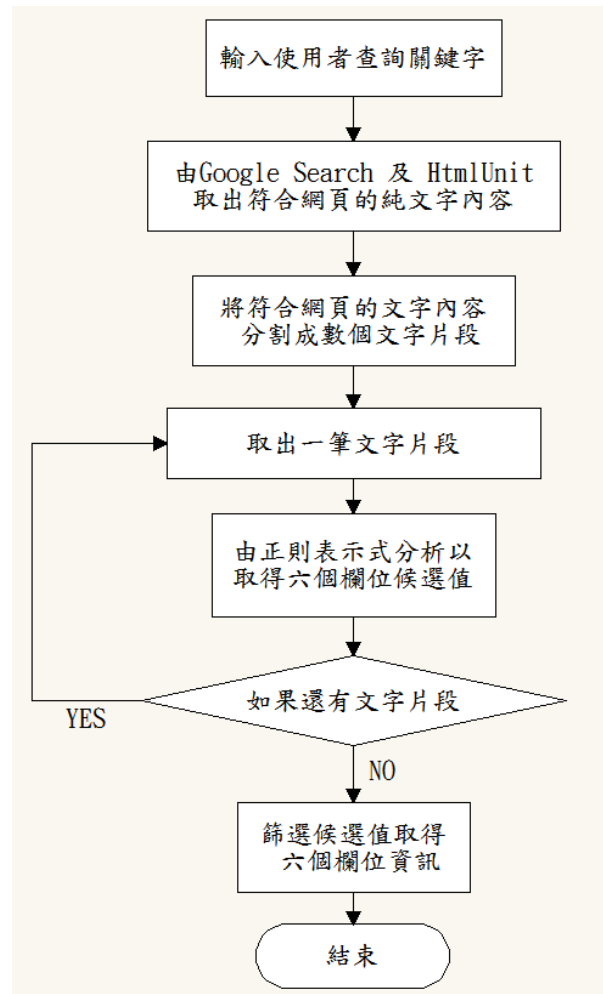 輸入使用者查詢關鍵字
由Google Search 及 HtmlUnit
取出符合網頁的純文字內容
將符合網頁的文字內容
分割成數個文字片段
取出一筆文字片段
由正則表示式分析以
取得六個欄位候選值
如果還有文字片段
YES
NO
篩選候選值取得
六個欄位資訊
結束